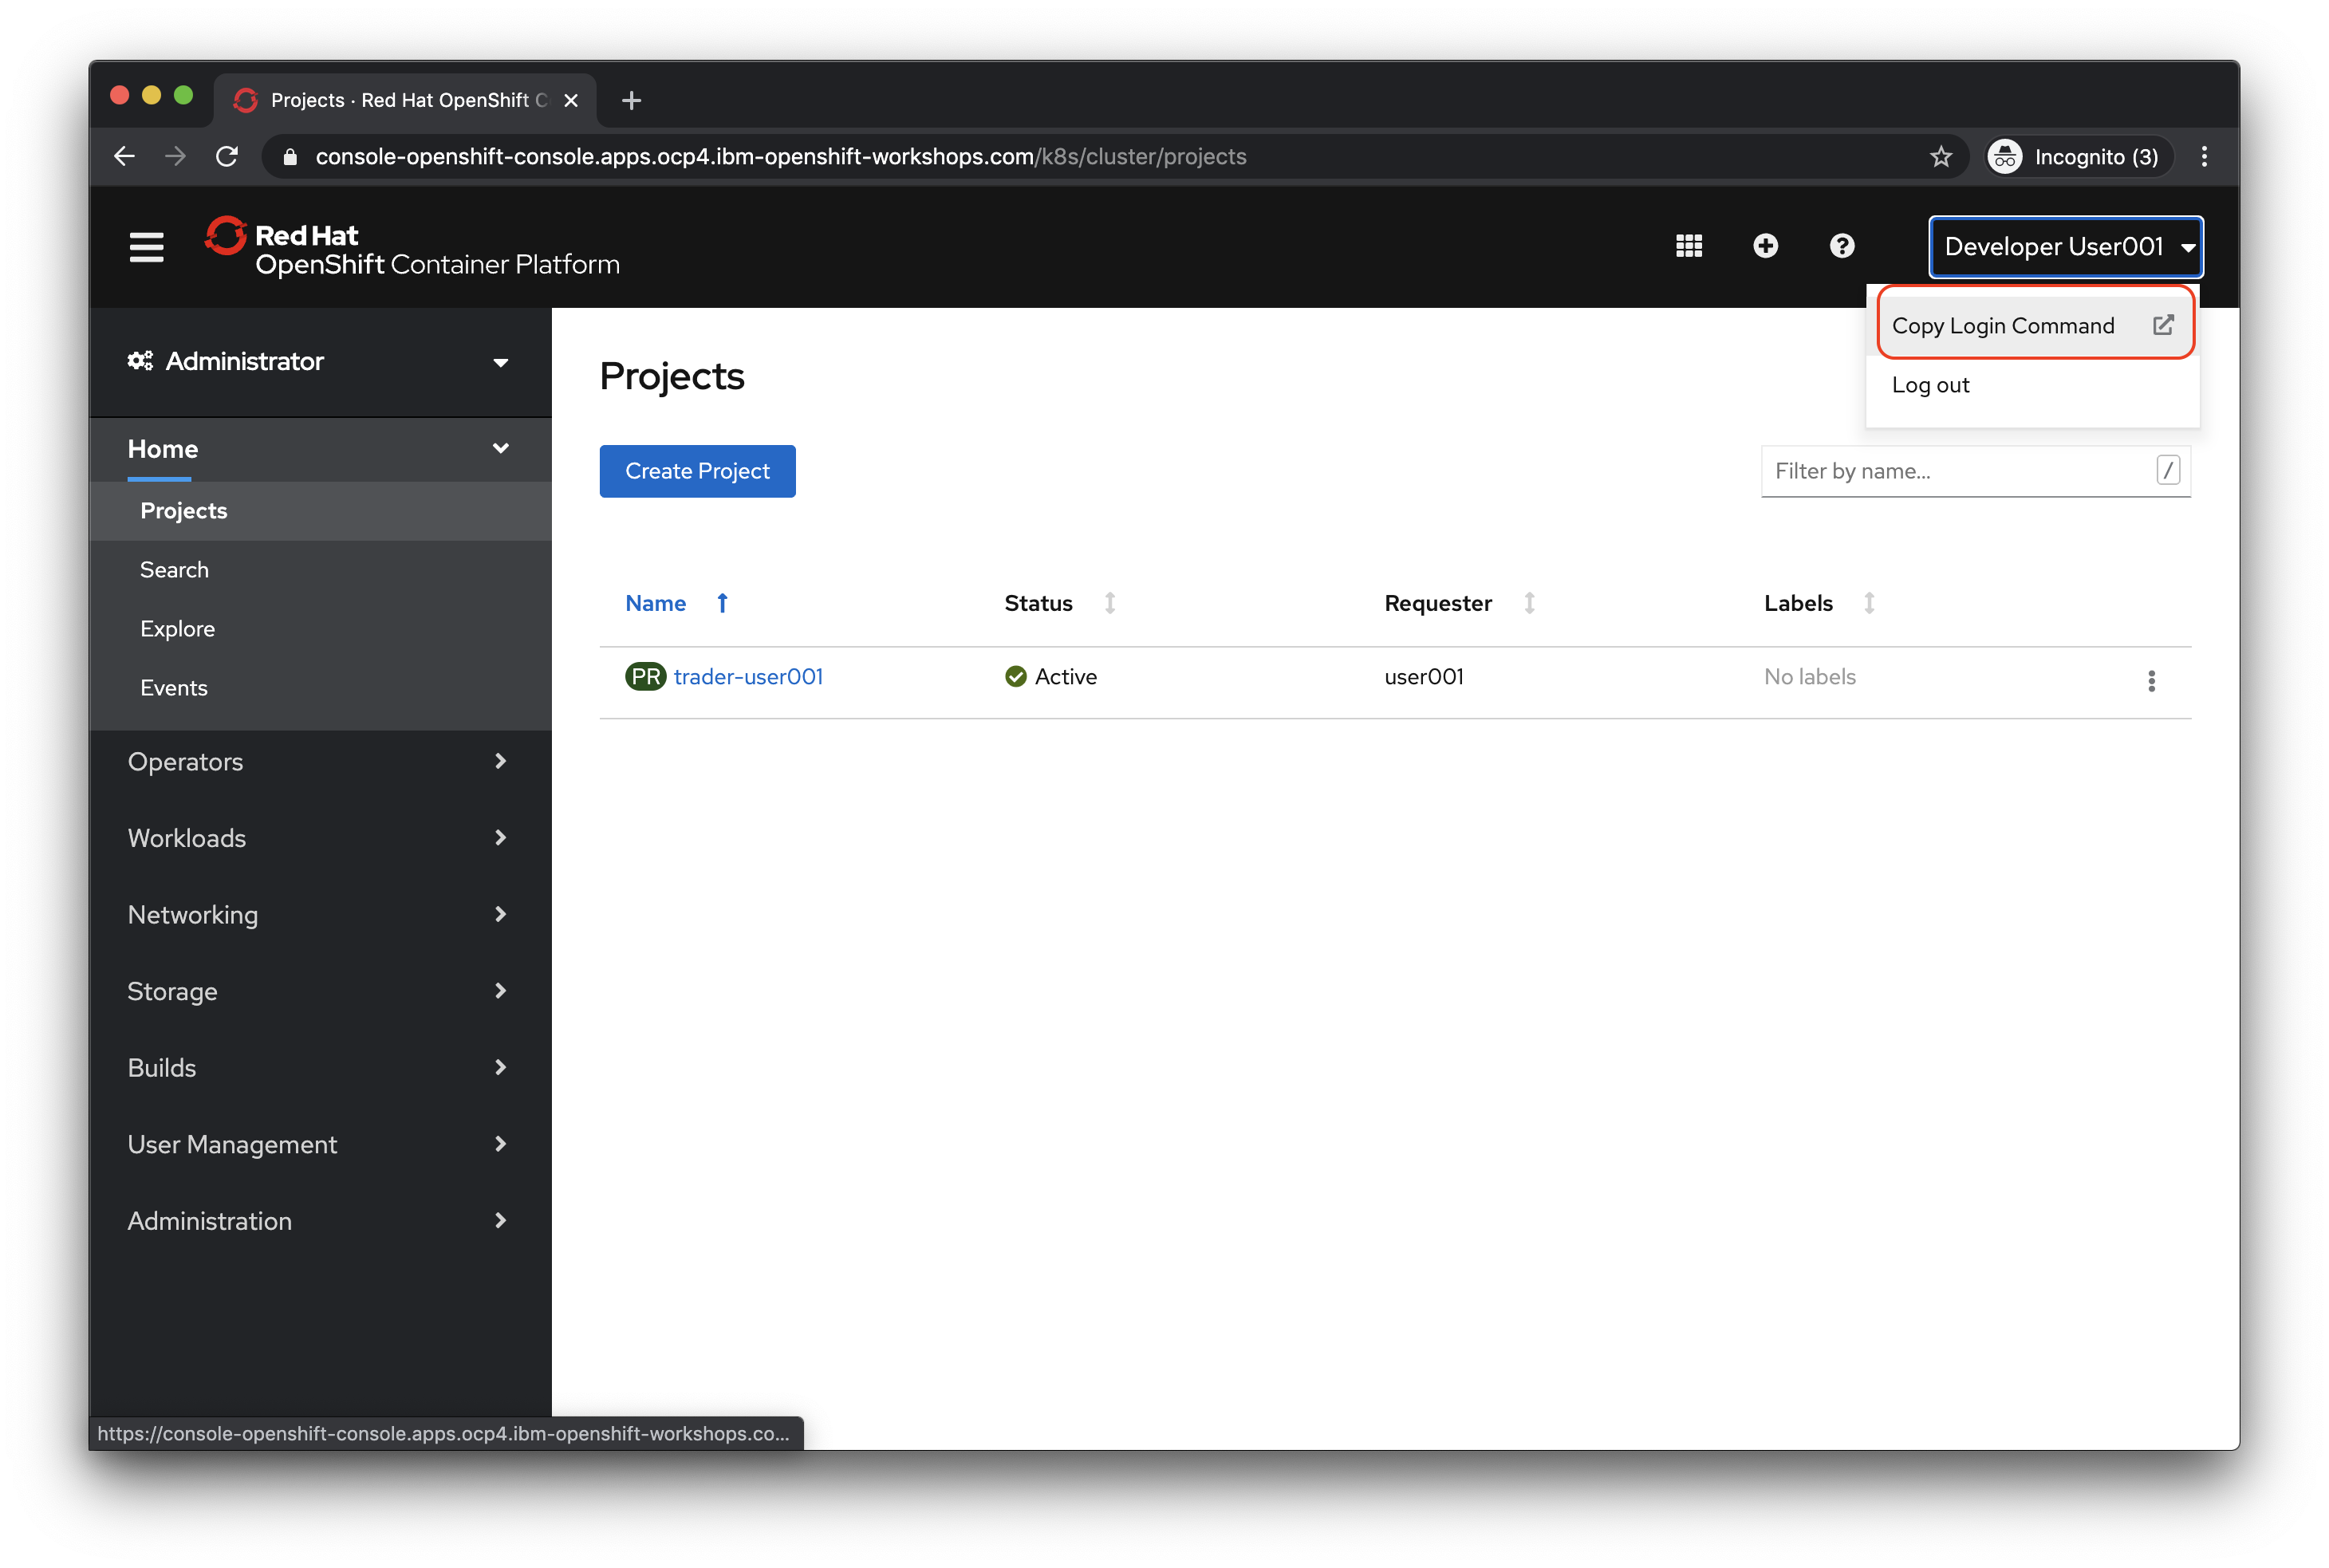 Projects · Red Hat OpenShift C
console-openshift-console.apps.ocp4.ibm-openshift-workshops.com/k8s/cluster/projects
Incognito (3)
Red Hat
OpenShift Container Platform
Developer User001
Copy Login Command
Log out
Administrator
Home
Projects
Search
Explore
Events
Operators
Workloads
Networking
Storage
Builds
User Management
Administration
Projects
Create Project
Filter by name...
/
Name Status Requester Labels
PR trader-user001 Active user001 No labels
https://console-openshift-console.apps.ocp4.ibm-openshift-workshops.co...